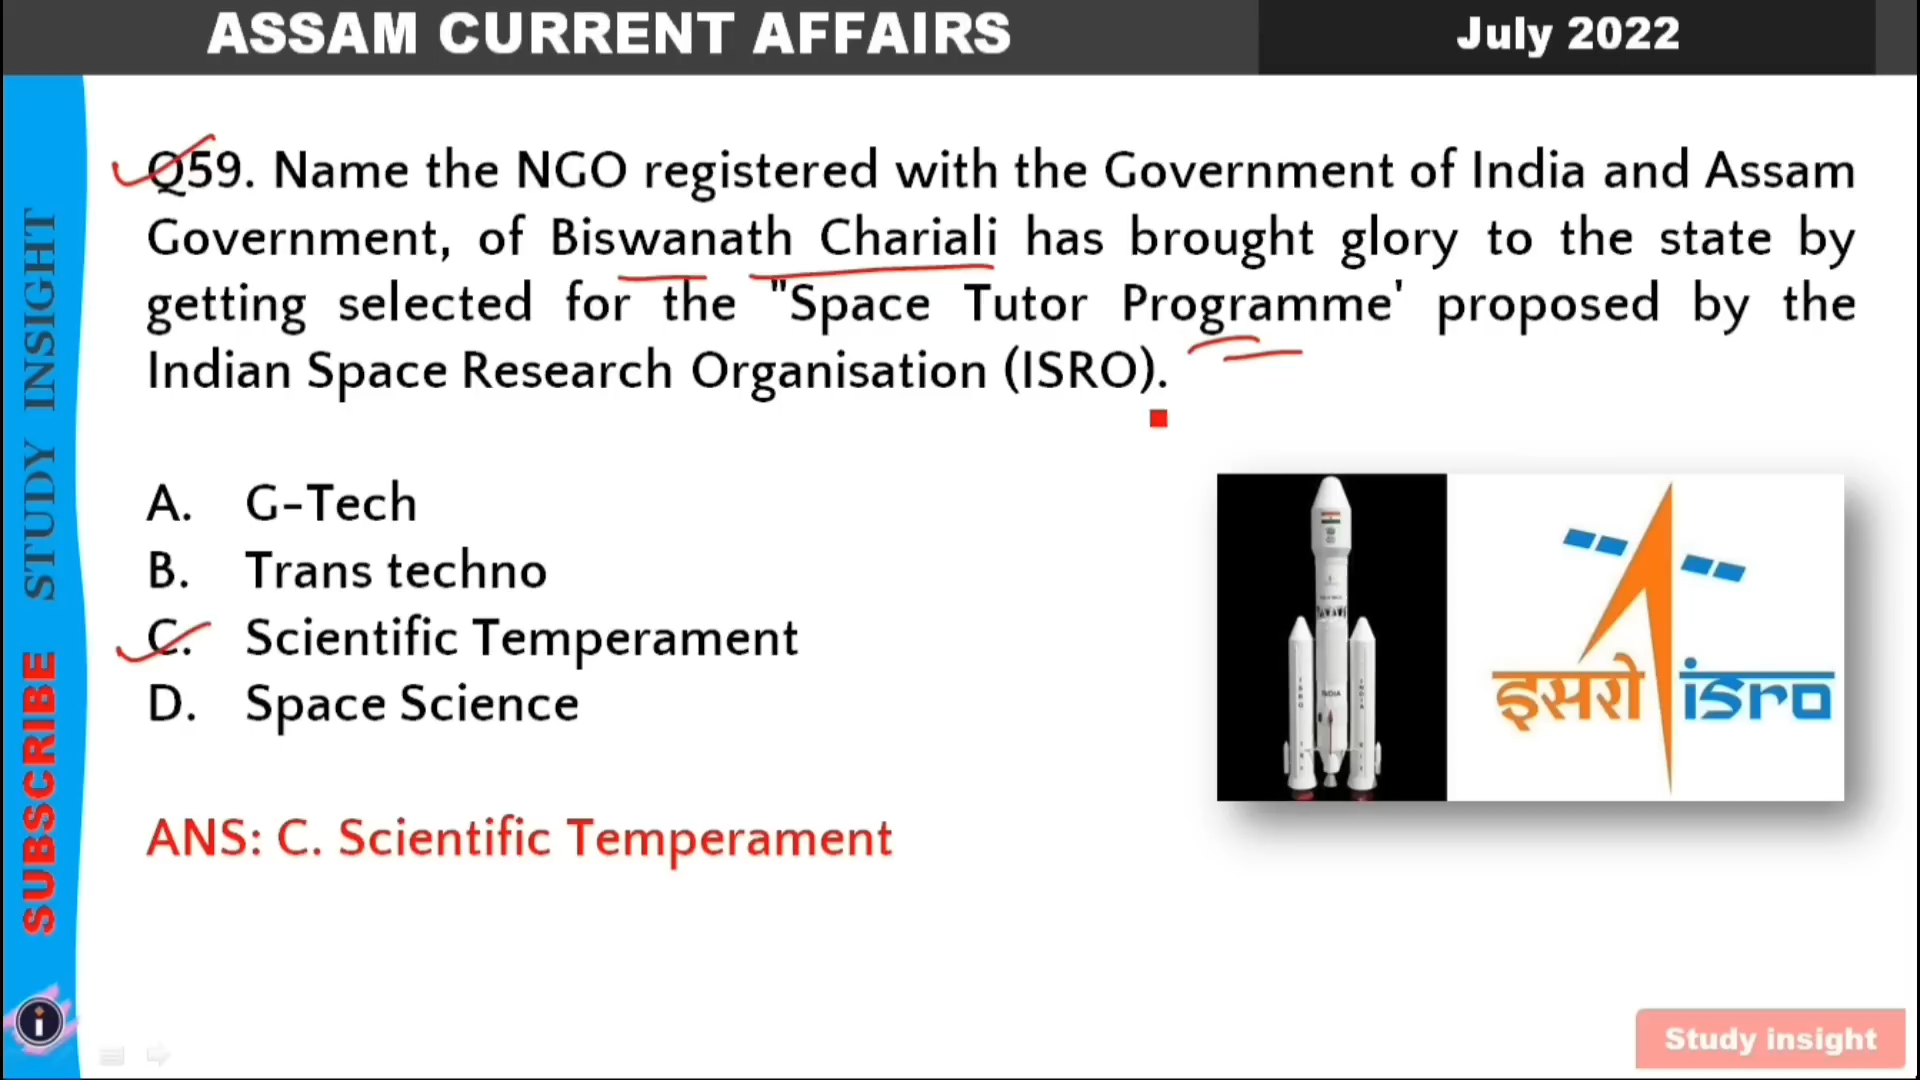 ASSAM CURRENT AFFAIRS
July 2022
Q59. Name the NGO registered with the Government of India and Assam
Government, of Biswanath Chariali has brought glory to the state by
getting selected for the "Space Tutor Programme' proposed by the
Indian Space Research Organisation (ISRO).
A. G-Tech
B. Trans techno
C. Scientific Temperament
D. Space Science
ANS: C. Scientific Temperament
SUBSCRIBE STUDY INSIGHT
INDIA
इसरो isro
Study insight